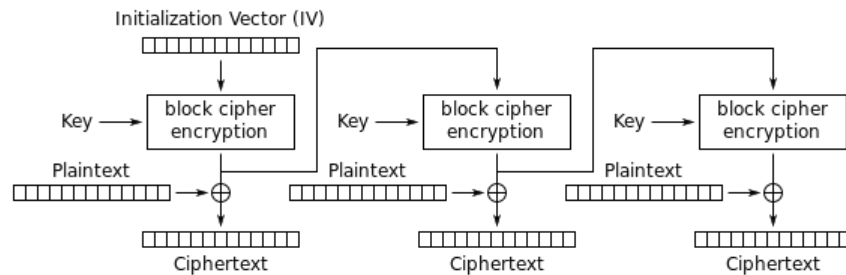 Initialization Vector (IV)
Key
block cipher
encryption
Key
block cipher
encryption
Key
block cipher
encryption
Plaintext
Plaintext
Plaintext
Ciphertext
Ciphertext
Ciphertext